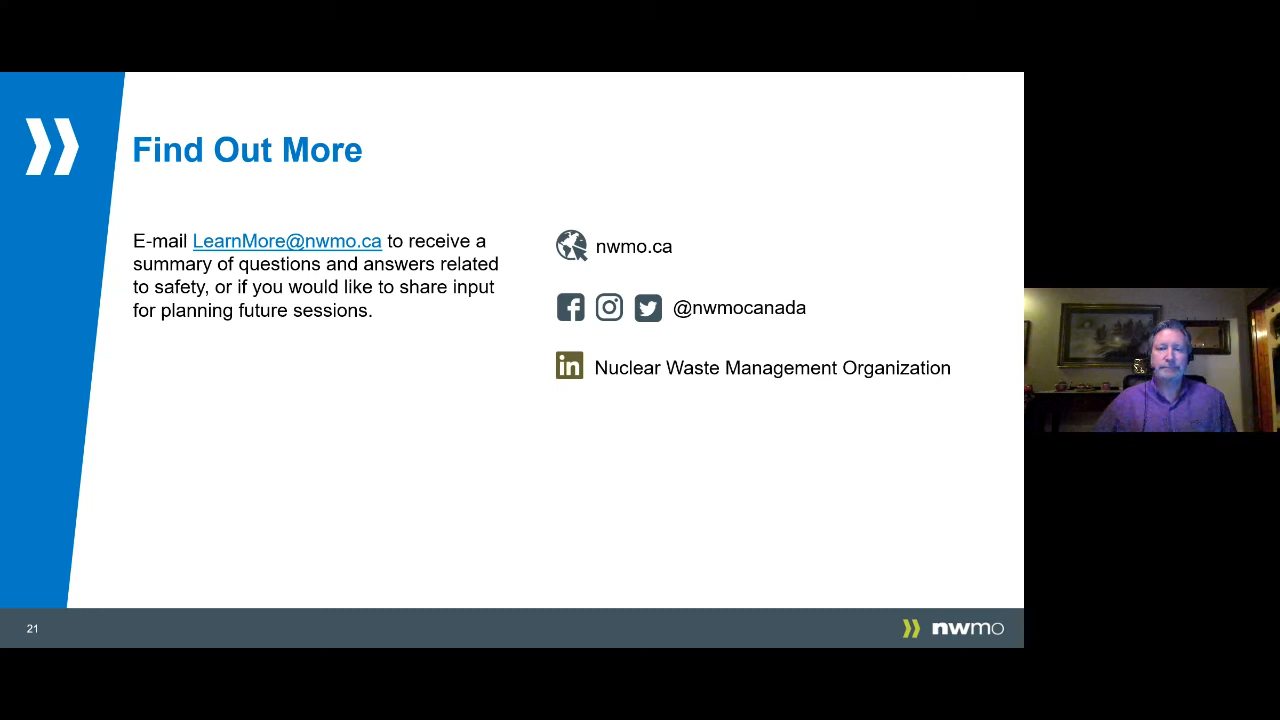 Find Out More
E-mail LearnMore@nwmo.ca to receive a
summary of questions and answers related
to safety, or if you would like to share input
for planning future sessions.
nwmo.ca
@nwmocanada
in Nuclear Waste Management Organization
21
nwmo